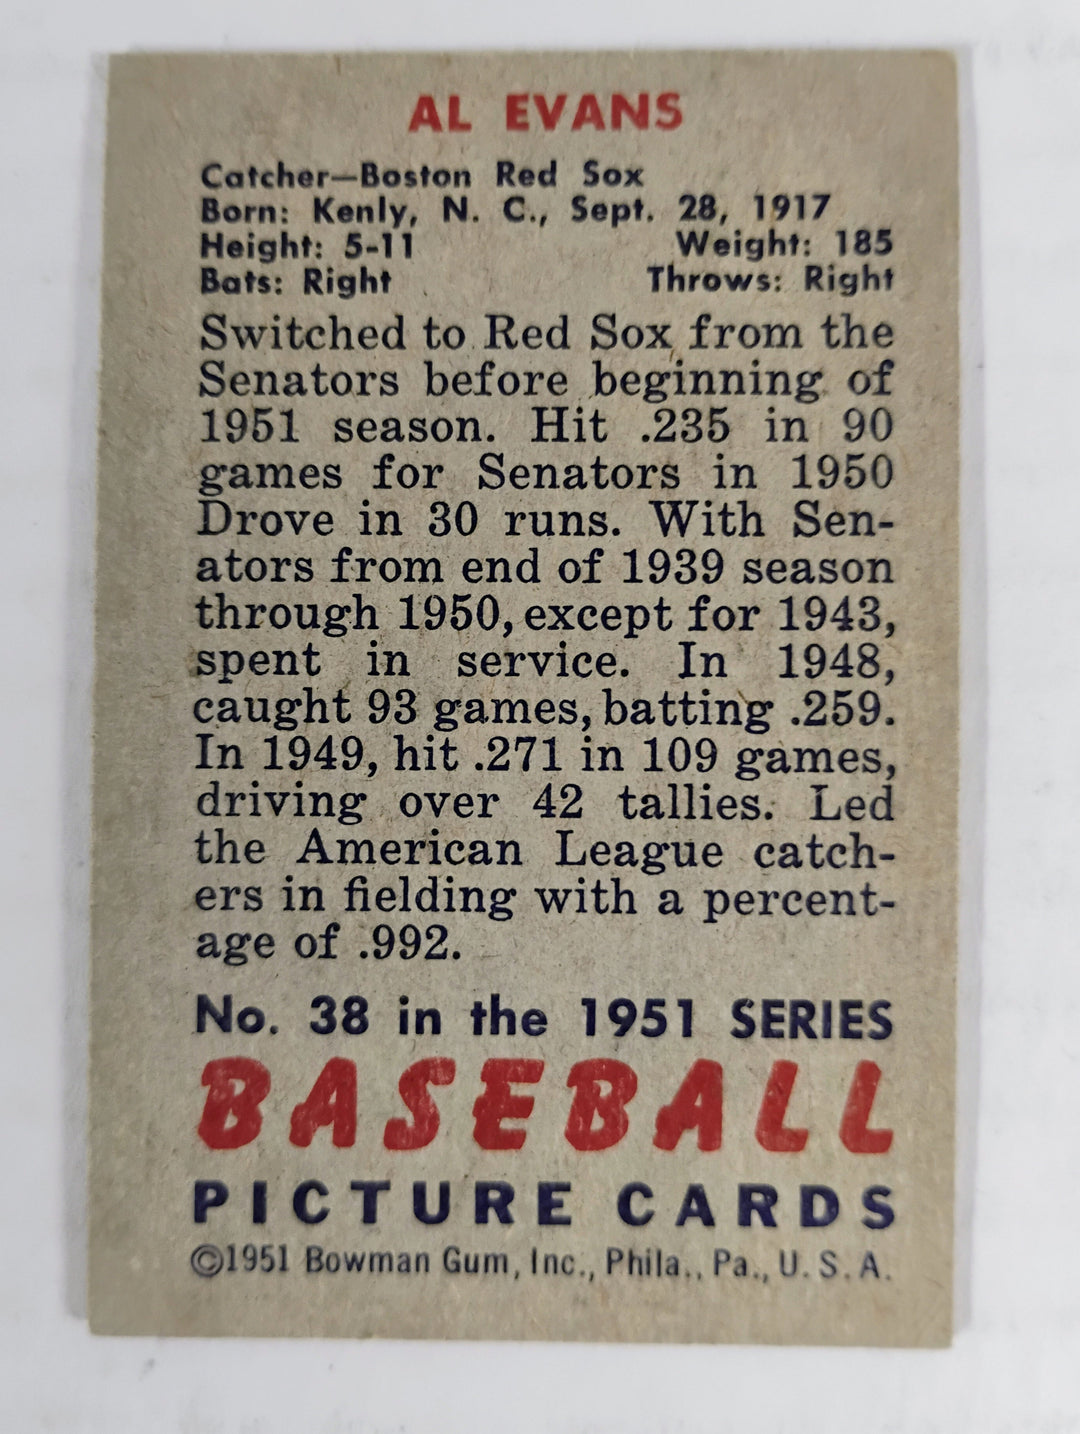 AL EVANS
Catcher—Boston Red Sox
Born: Kenly, N. C., Sept. 28, 1917
Height: 5-11 Weight: 185
Bats: Right Throws: Right
Switched to Red Sox from the
Senators before beginning of
1951 season. Hit .235 in 90
games for Senators in 1950
Drove in 30 runs. With Sen-
ators from end of 1939 season
through 1950, except for 1943,
spent in service. In 1948,
caught 93 games, batting .259.
In 1949, hit .271 in 109 games,
driving over 42 tallies. Led
the American League catch-
ers in fielding with a percent-
age of .992.
No. 38 in the 1951 SERIES
BASEBALL
PICTURE CARDS
©1951 Bowman Gum, Inc., Phila., Pa., U. S. A.